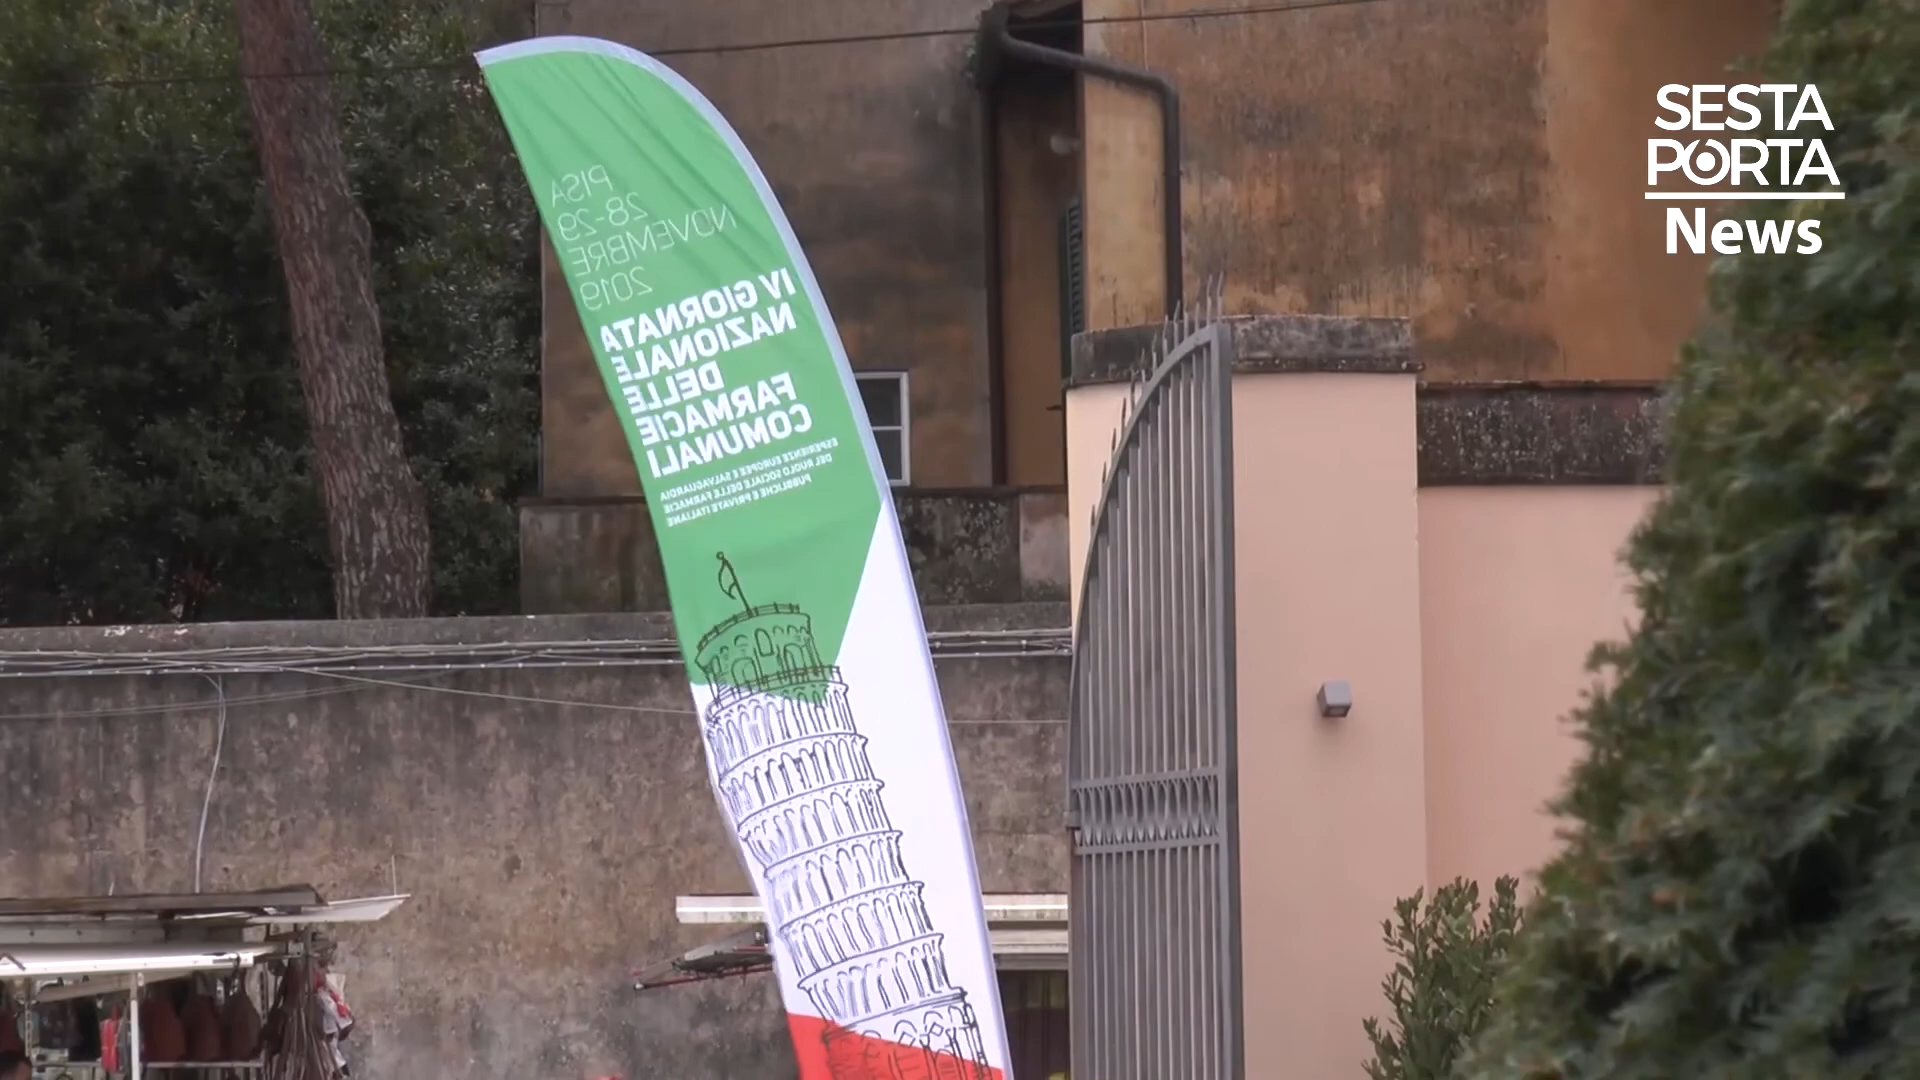 PISA
28-29
NOVEMBRE
2019
IV GIORNATA
NAZIONALE
DELLE
FARMACIE
COMUNALI
ESPERIENZE EUROPEE E SALVAGUARDIA
DEL RUOLO SOCIALE DELLE FARMACIE
PUBBLICHE E PRIVATE ITALIANE
SESTA
PORTA
News